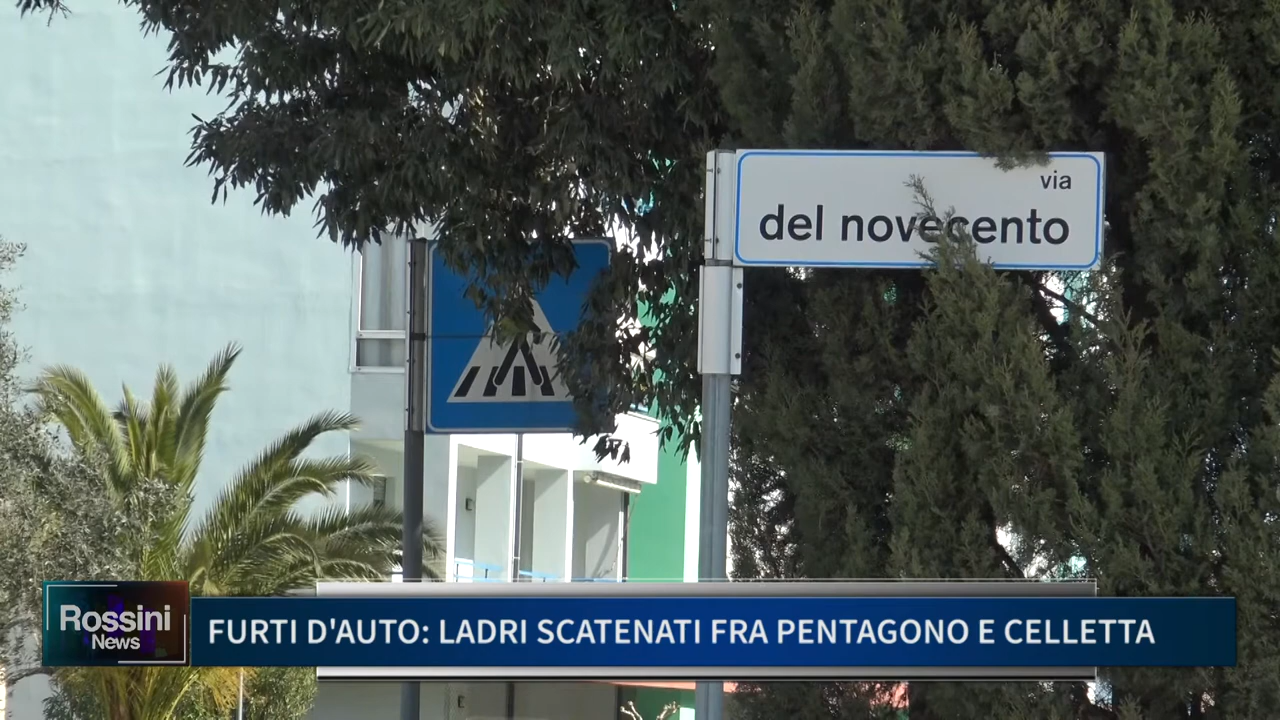 via
del novecento
Rossini
News
FURTI D'AUTO: LADRI SCATENATI FRA PENTAGONO E CELLETTA